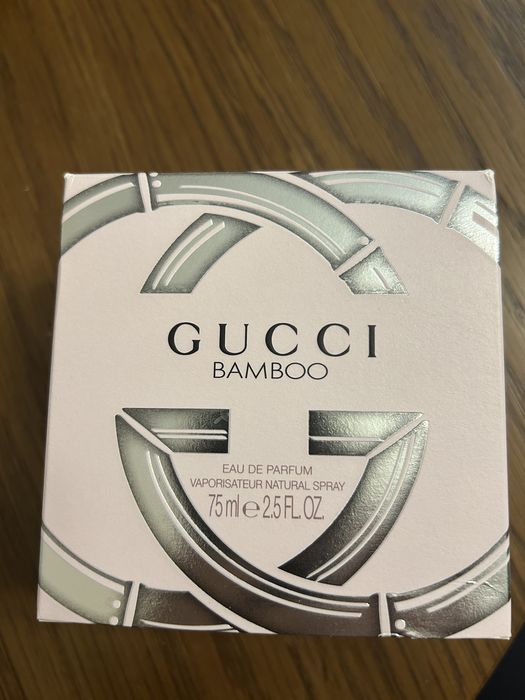 GUCCI
BAMBOO
EAU DE PARFUM
VAPORISATEUR NATURAL SPRAY
75 ml e 2.5 FL. OZ.